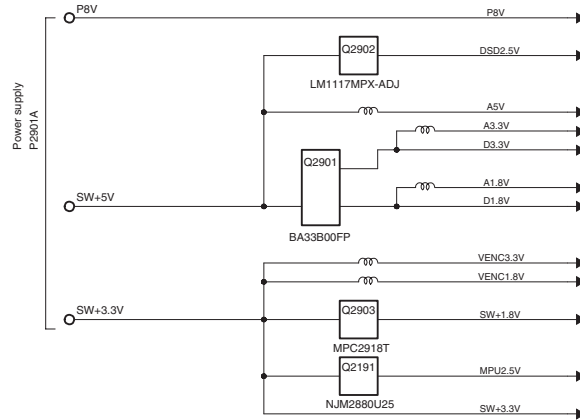 P8V
P8V
Q2902
DSD2.5V
LM1117MPX-ADJ
Power supply
P2901A
A5V
A3.3V
D3.3V
Q2901
A1.8V
SW+5V
D1.8V
BA33B00FP
VENC3.3V
VENC1.8V
SW+3.3V
Q2903
SW+1.8V
MPC2918T
Q2191
MPU2.5V
NJM2880U25
SW+3.3V